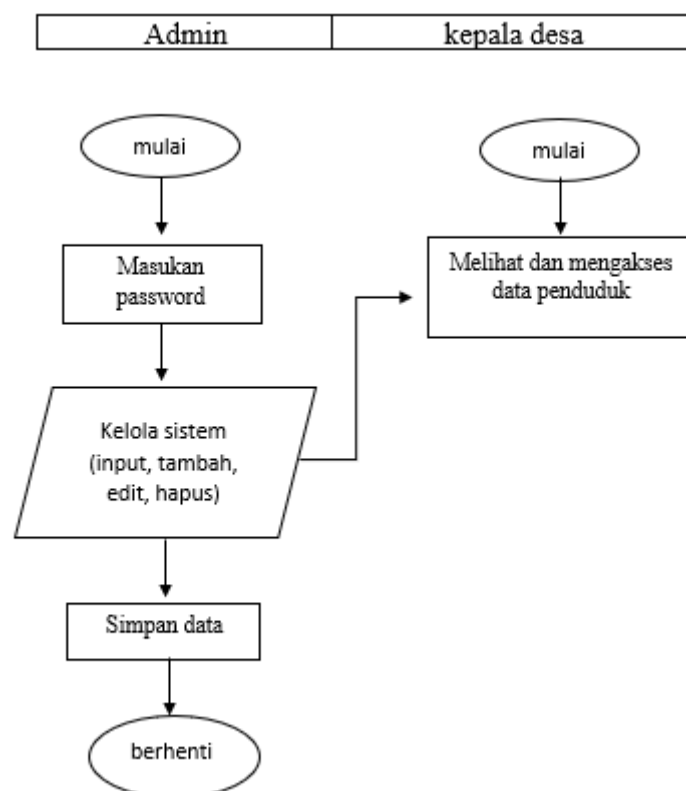 Admin
kepala desa
mulai
mulai
Masukan
password
Melihat dan mengakses
data penduduk
Kelola sistem
(input, tambah,
edit, hapus)
Simpan data
berhenti